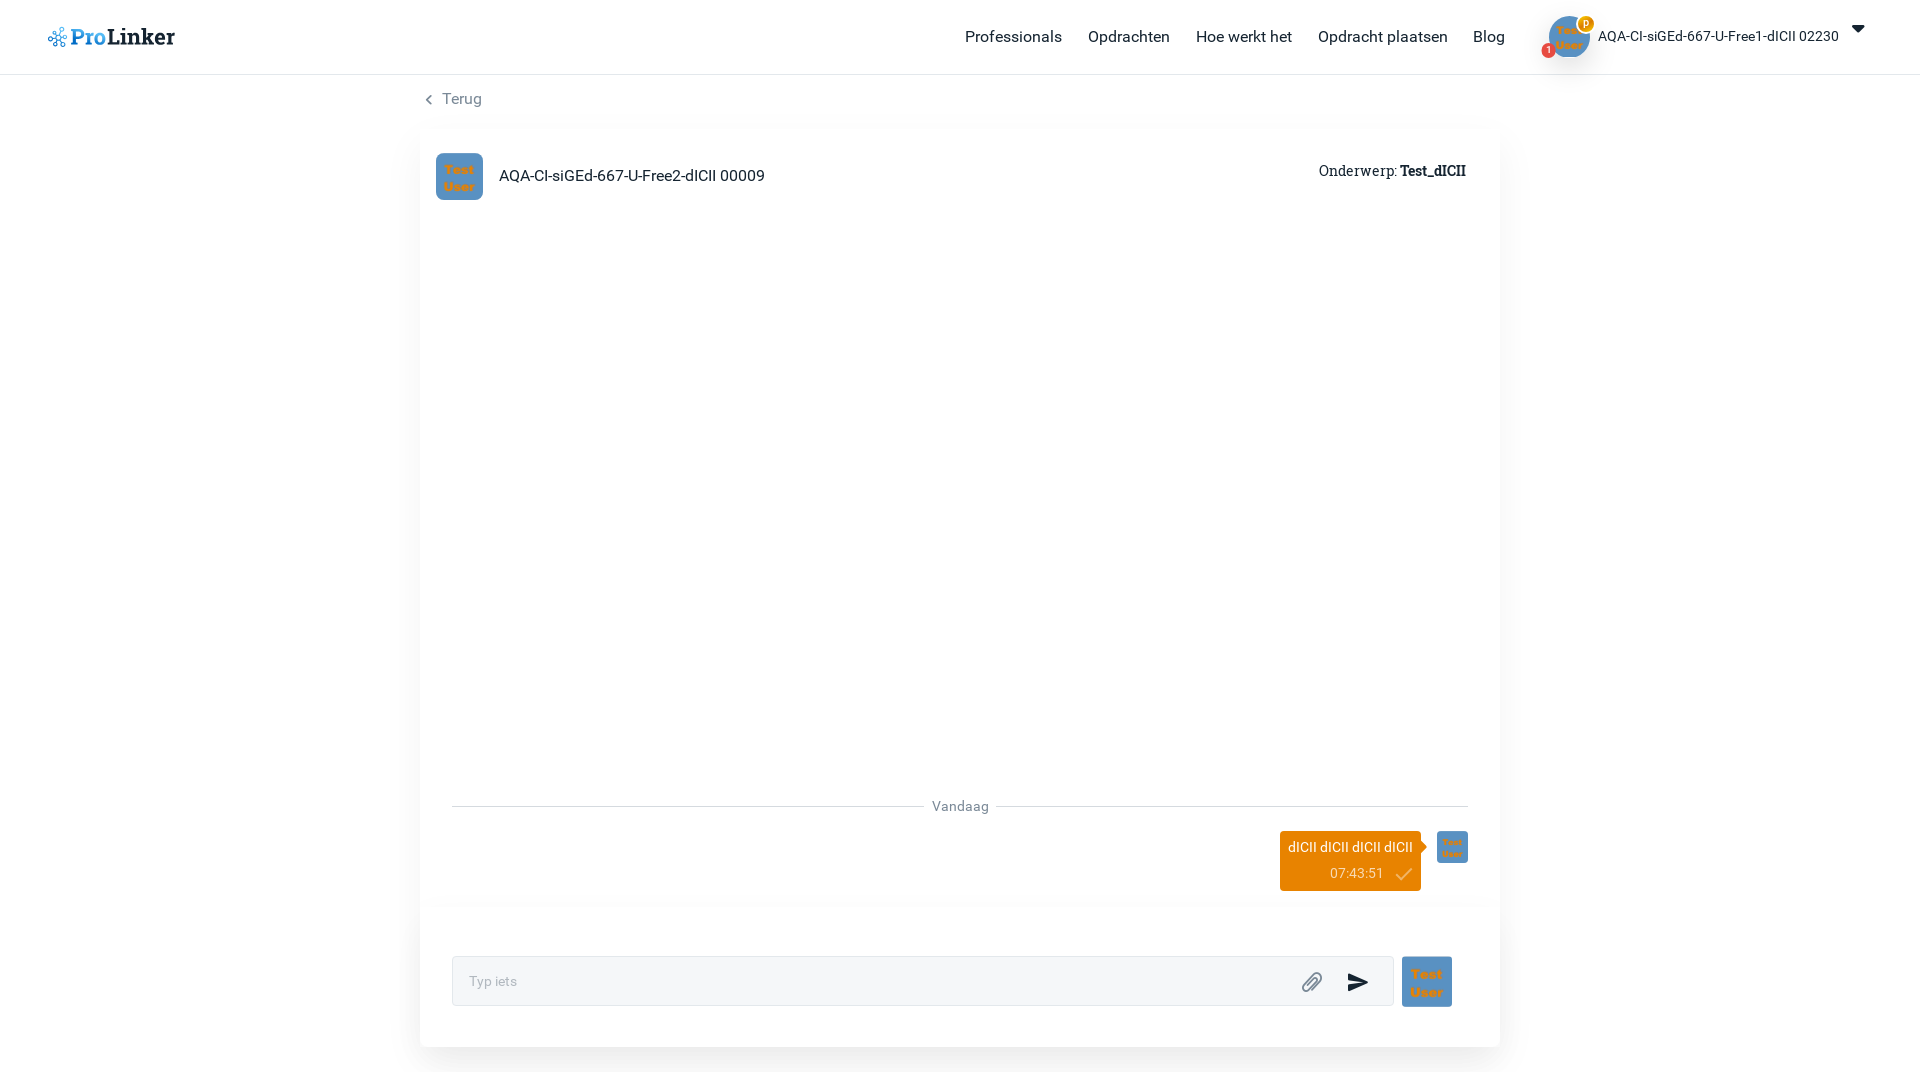 ProLinker
Professionals
Opdrachten
Hoe werkt het
Opdracht plaatsen
Blog
Test
User
P
1
AQA-CI-siGEd-667-U-Free1-dICII 02230
Terug
Test
User
AQA-CI-siGEd-667-U-Free2-dICII 00009
Onderwerp: Test_dICII
Vandaag
dICII dICII dICII dICII
07:43:51
Test
User
Typ iets
Test
User